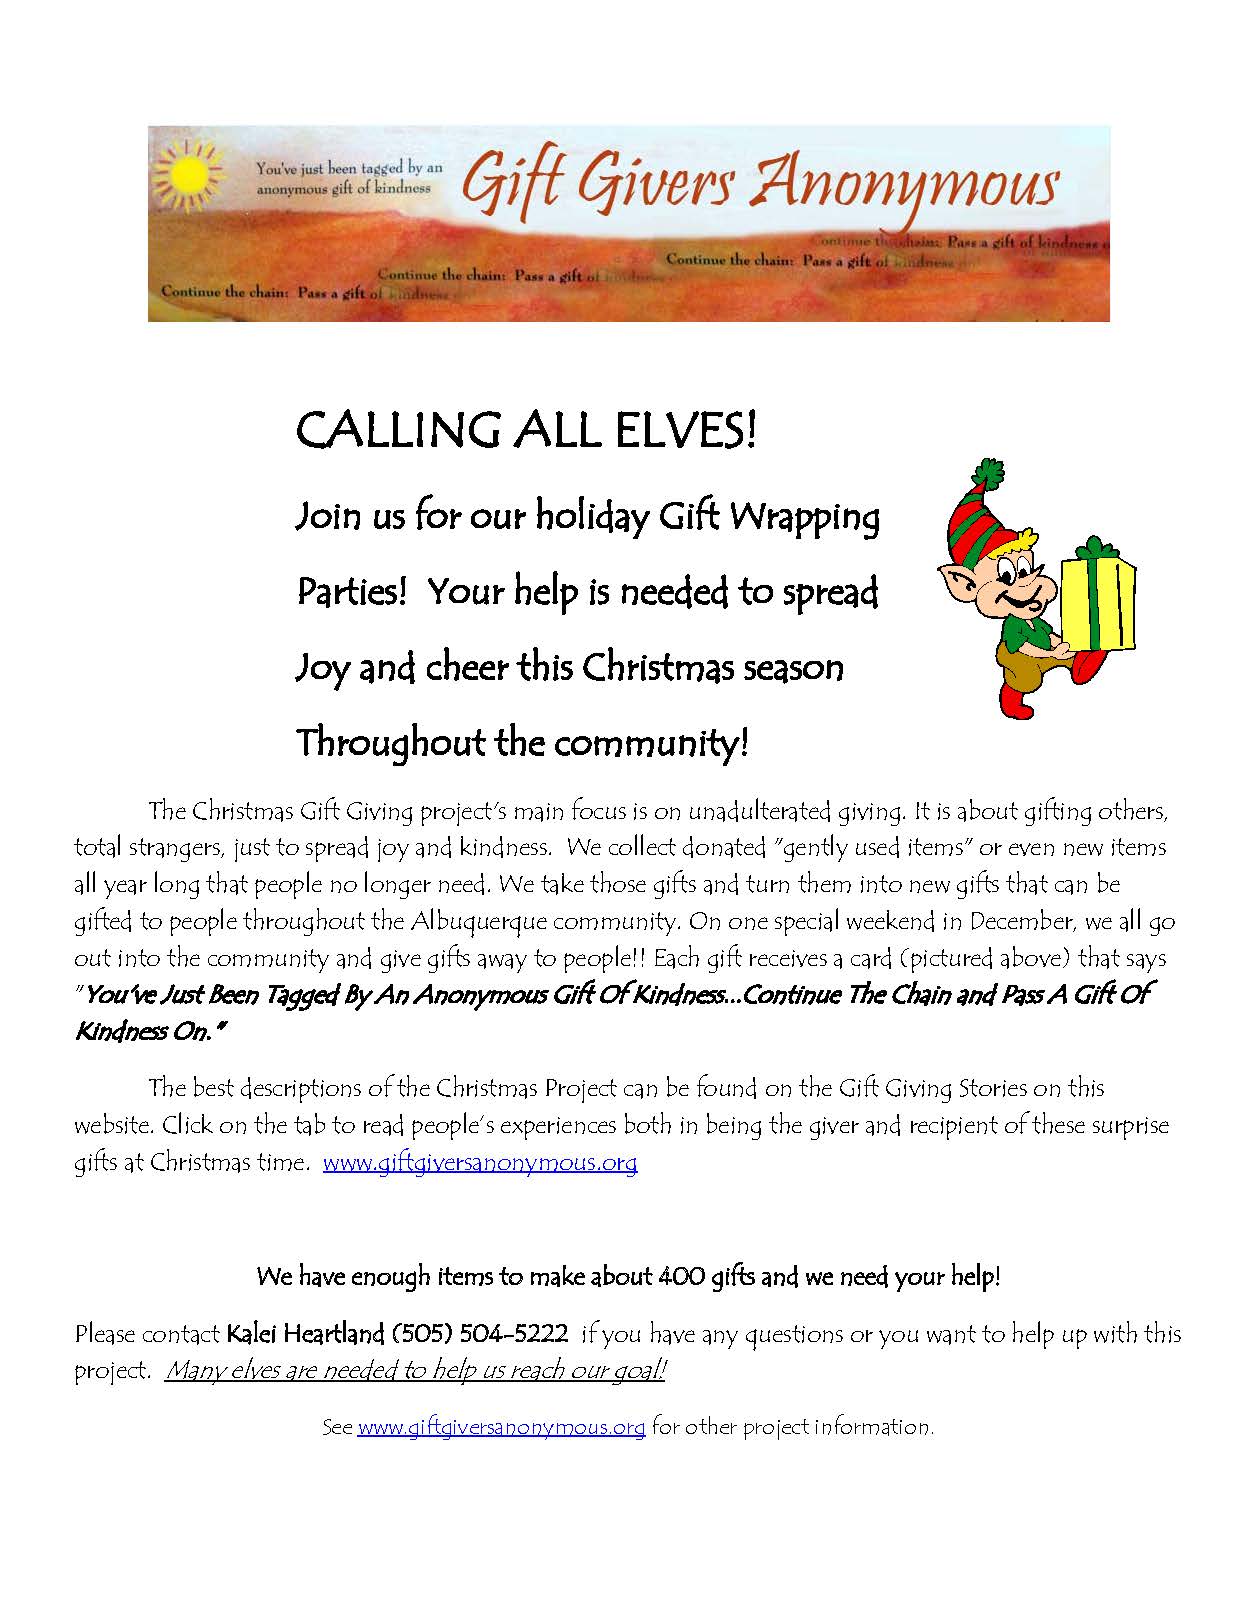 You've just been tagged by an
anonymous gift of kindness
Gift Givers Anonymous
Continue the chain: Pass a gift of kindness
Continue the chain: Pass a gift of kindness
Continue the chain: Pass a gift of kindness
Continue the chain: Pass a gift of kindness
CALLING ALL ELVES!
Join us for our holiday Gift Wrapping
Parties!  Your help is needed to spread
Joy and cheer this Christmas season
Throughout the community!
The Christmas Gift Giving project's main focus is on unadulterated giving. It is about gifting others,
total strangers, just to spread joy and kindness.  We collect donated "gently used items" or even new items
all year long that people no longer need. We take those gifts and turn them into new gifts that can be
gifted to people throughout the Albuquerque community. On one special weekend in December, we all go
out into the community and give gifts away to people!! Each gift receives a card (pictured above) that says
"You've Just Been Tagged By An Anonymous Gift Of Kindness...Continue The Chain and Pass A Gift Of
Kindness On."
The best descriptions of the Christmas Project can be found on the Gift Giving Stories on this
website. Click on the tab to read people's experiences both in being the giver and recipient of these surprise
gifts at Christmas time.  www.giftgiversanonymous.org
We have enough items to make about 400 gifts and we need your help!
Please contact Kalei Heartland (505) 504-5222  if you have any questions or you want to help up with this
project.  Many elves are needed to help us reach our goal!
See www.giftgiversanonymous.org for other project information.